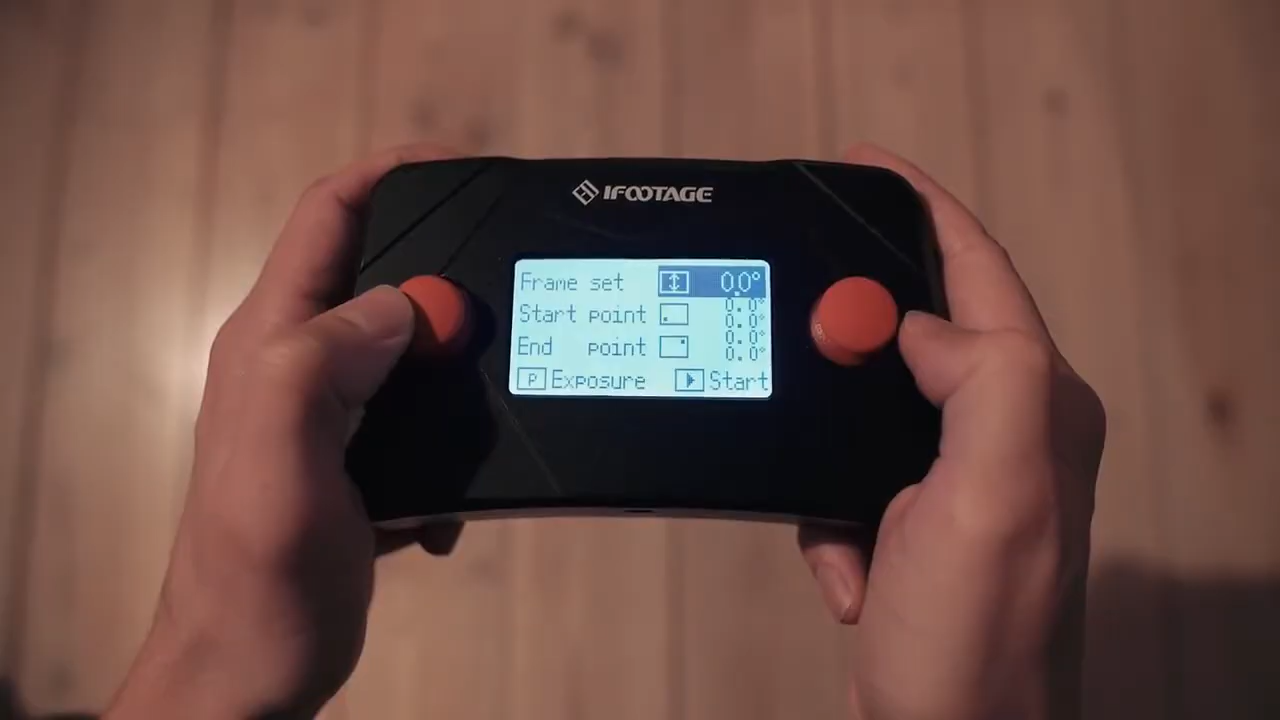 IFOOTAGE
Frame set 0.0°
Start point 0.0° 0.0°
End point 0.0° 0.0°
P Exposure Start